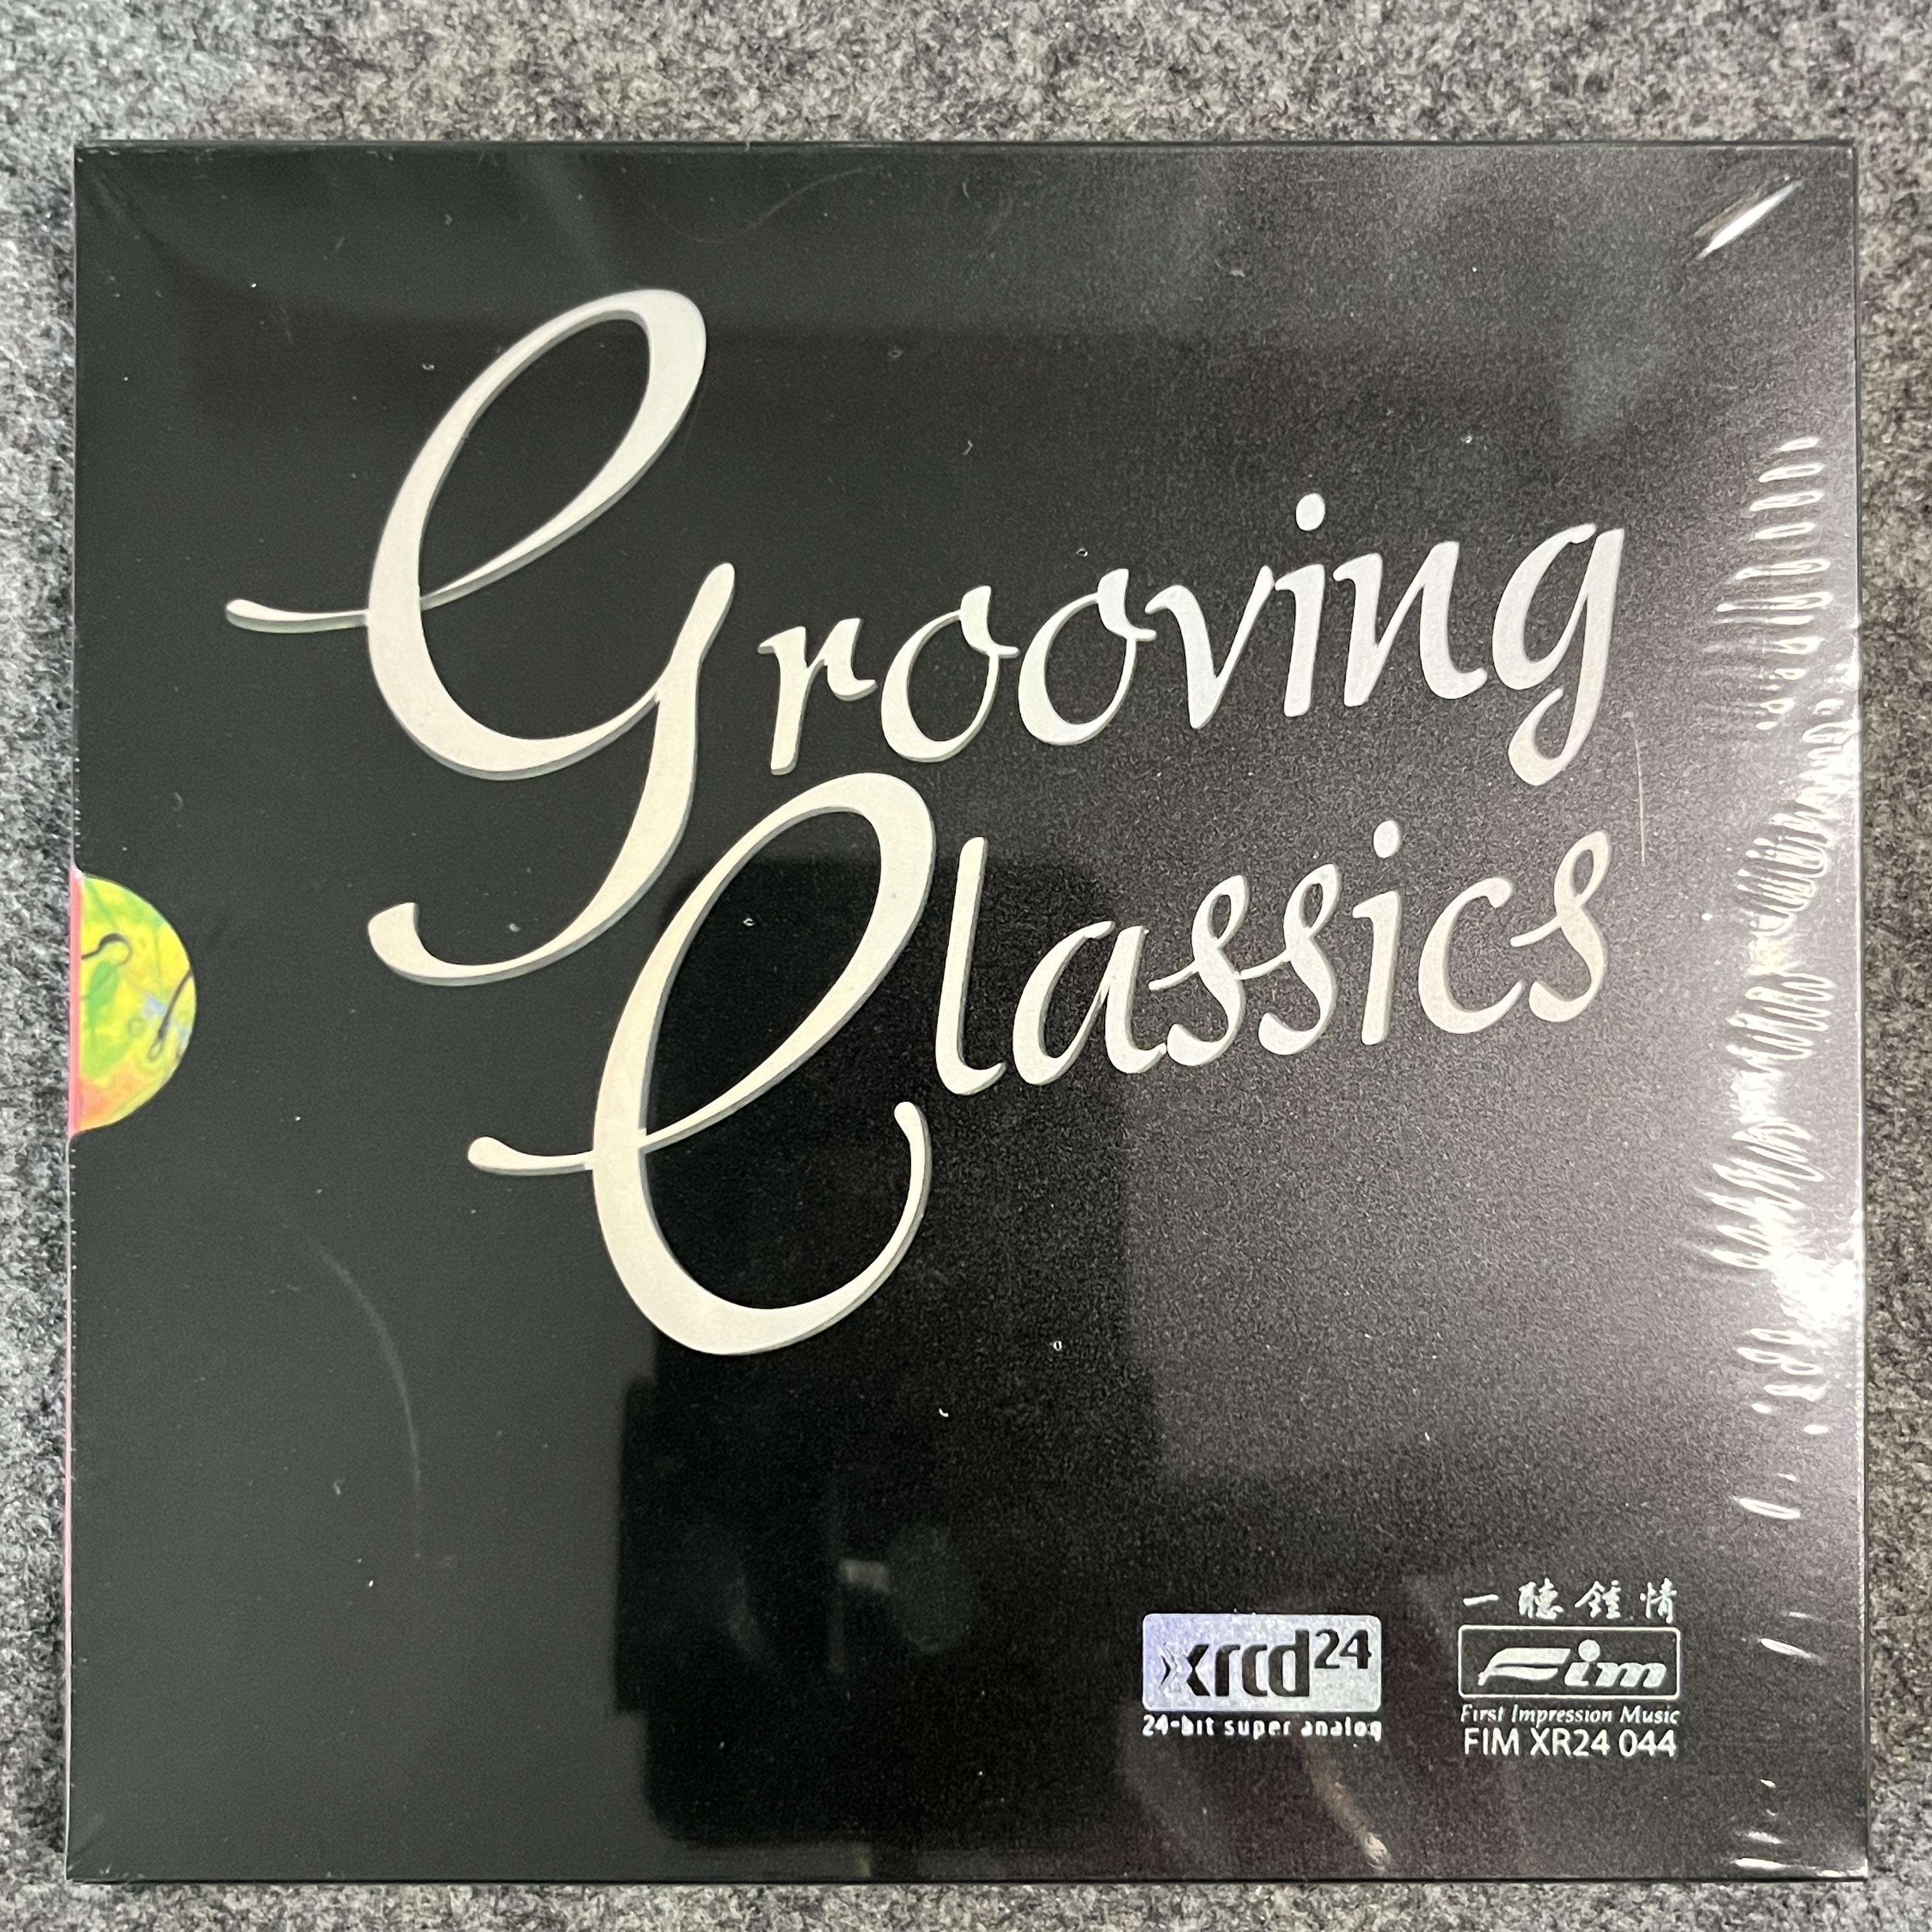 Grooving
Classics
xrcd24
24-bit super analog
一聽鍾情
Fim
First Impression Music
FIM XR24 044